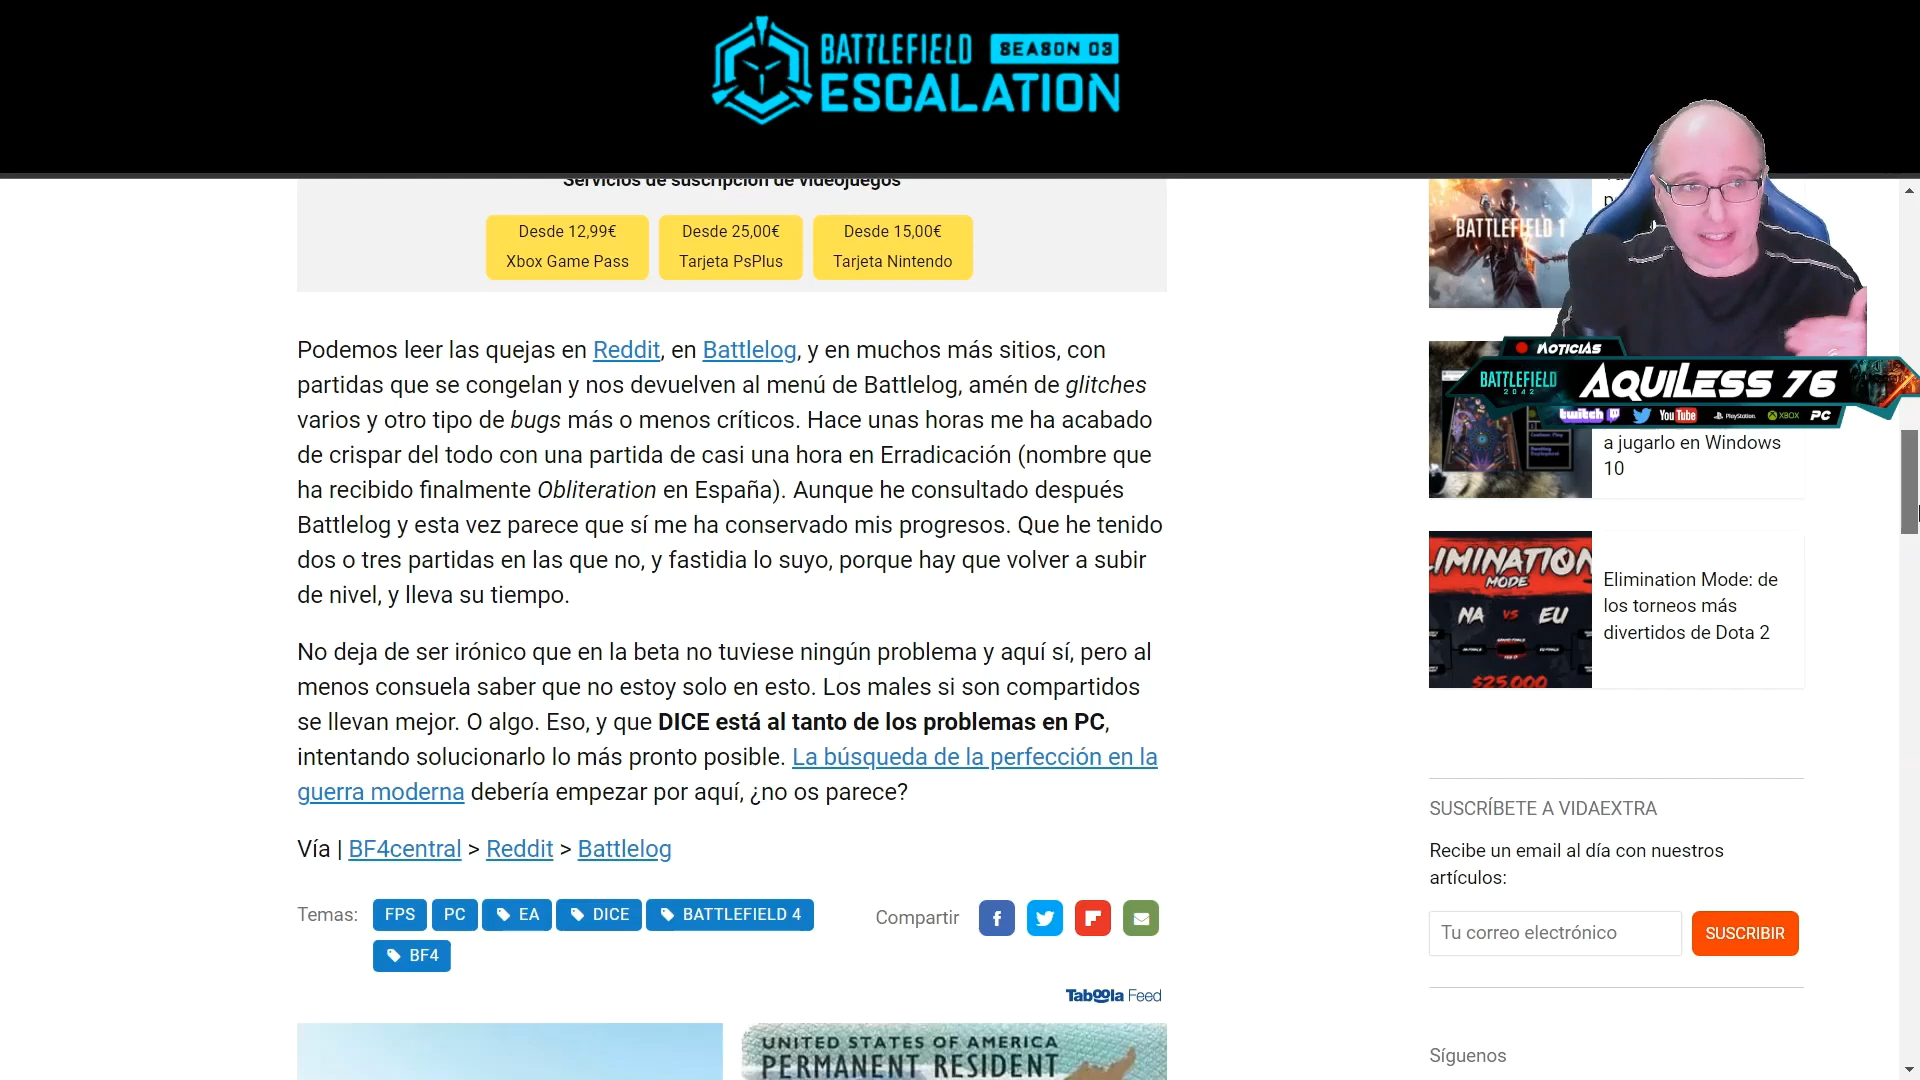 BATTLEFIELD SEASON 03
ESCALATION
Servicios de suscripción de videojuegos
Desde 12,99€
Xbox Game Pass
Desde 25,00€
Tarjeta PsPlus
Desde 15,00€
Tarjeta Nintendo
Podemos leer las quejas en Reddit, en Battlelog, y en muchos más sitios, con
partidas que se congelan y nos devuelven al menú de Battlelog, amén de glitches
varios y otro tipo de bugs más o menos críticos. Hace unas horas me ha acabado
de crispar del todo con una partida de casi una hora en Erradicación (nombre que
ha recibido finalmente Obliteration en España). Aunque he consultado después
Battlelog y esta vez parece que sí me ha conservado mis progresos. Que he tenido
dos o tres partidas en las que no, y fastidia lo suyo, porque hay que volver a subir
de nivel, y lleva su tiempo.
No deja de ser irónico que en la beta no tuviese ningún problema y aquí sí, pero al
menos consuela saber que no estoy solo en esto. Los males si son compartidos
se llevan mejor. O algo. Eso, y que DICE está al tanto de los problemas en PC,
intentando solucionarlo lo más pronto posible. La búsqueda de la perfección en la
guerra moderna debería empezar por aquí, ¿no os parece?
Vía | BF4central > Reddit > Battlelog
Temas: FPS PC EA DICE BATTLEFIELD 4
BF4
Compartir
Taboola Feed
UNITED STATES OF AMERICA
PERMANENT RESIDENT
BATTLEFIELD 1
NOTICIAS
BATTLEFIELD
2042
AQUILESS 76
twitch YouTube PlayStation XBOX PC
a jugarlo en Windows
10
LIMINATION
MODE
NA VS EU
$25.000
Elimination Mode: de
los torneos más
divertidos de Dota 2
SUSCRÍBETE A VIDAEXTRA
Recibe un email al día con nuestros
artículos:
Tu correo electrónico
SUSCRIBIR
Síguenos